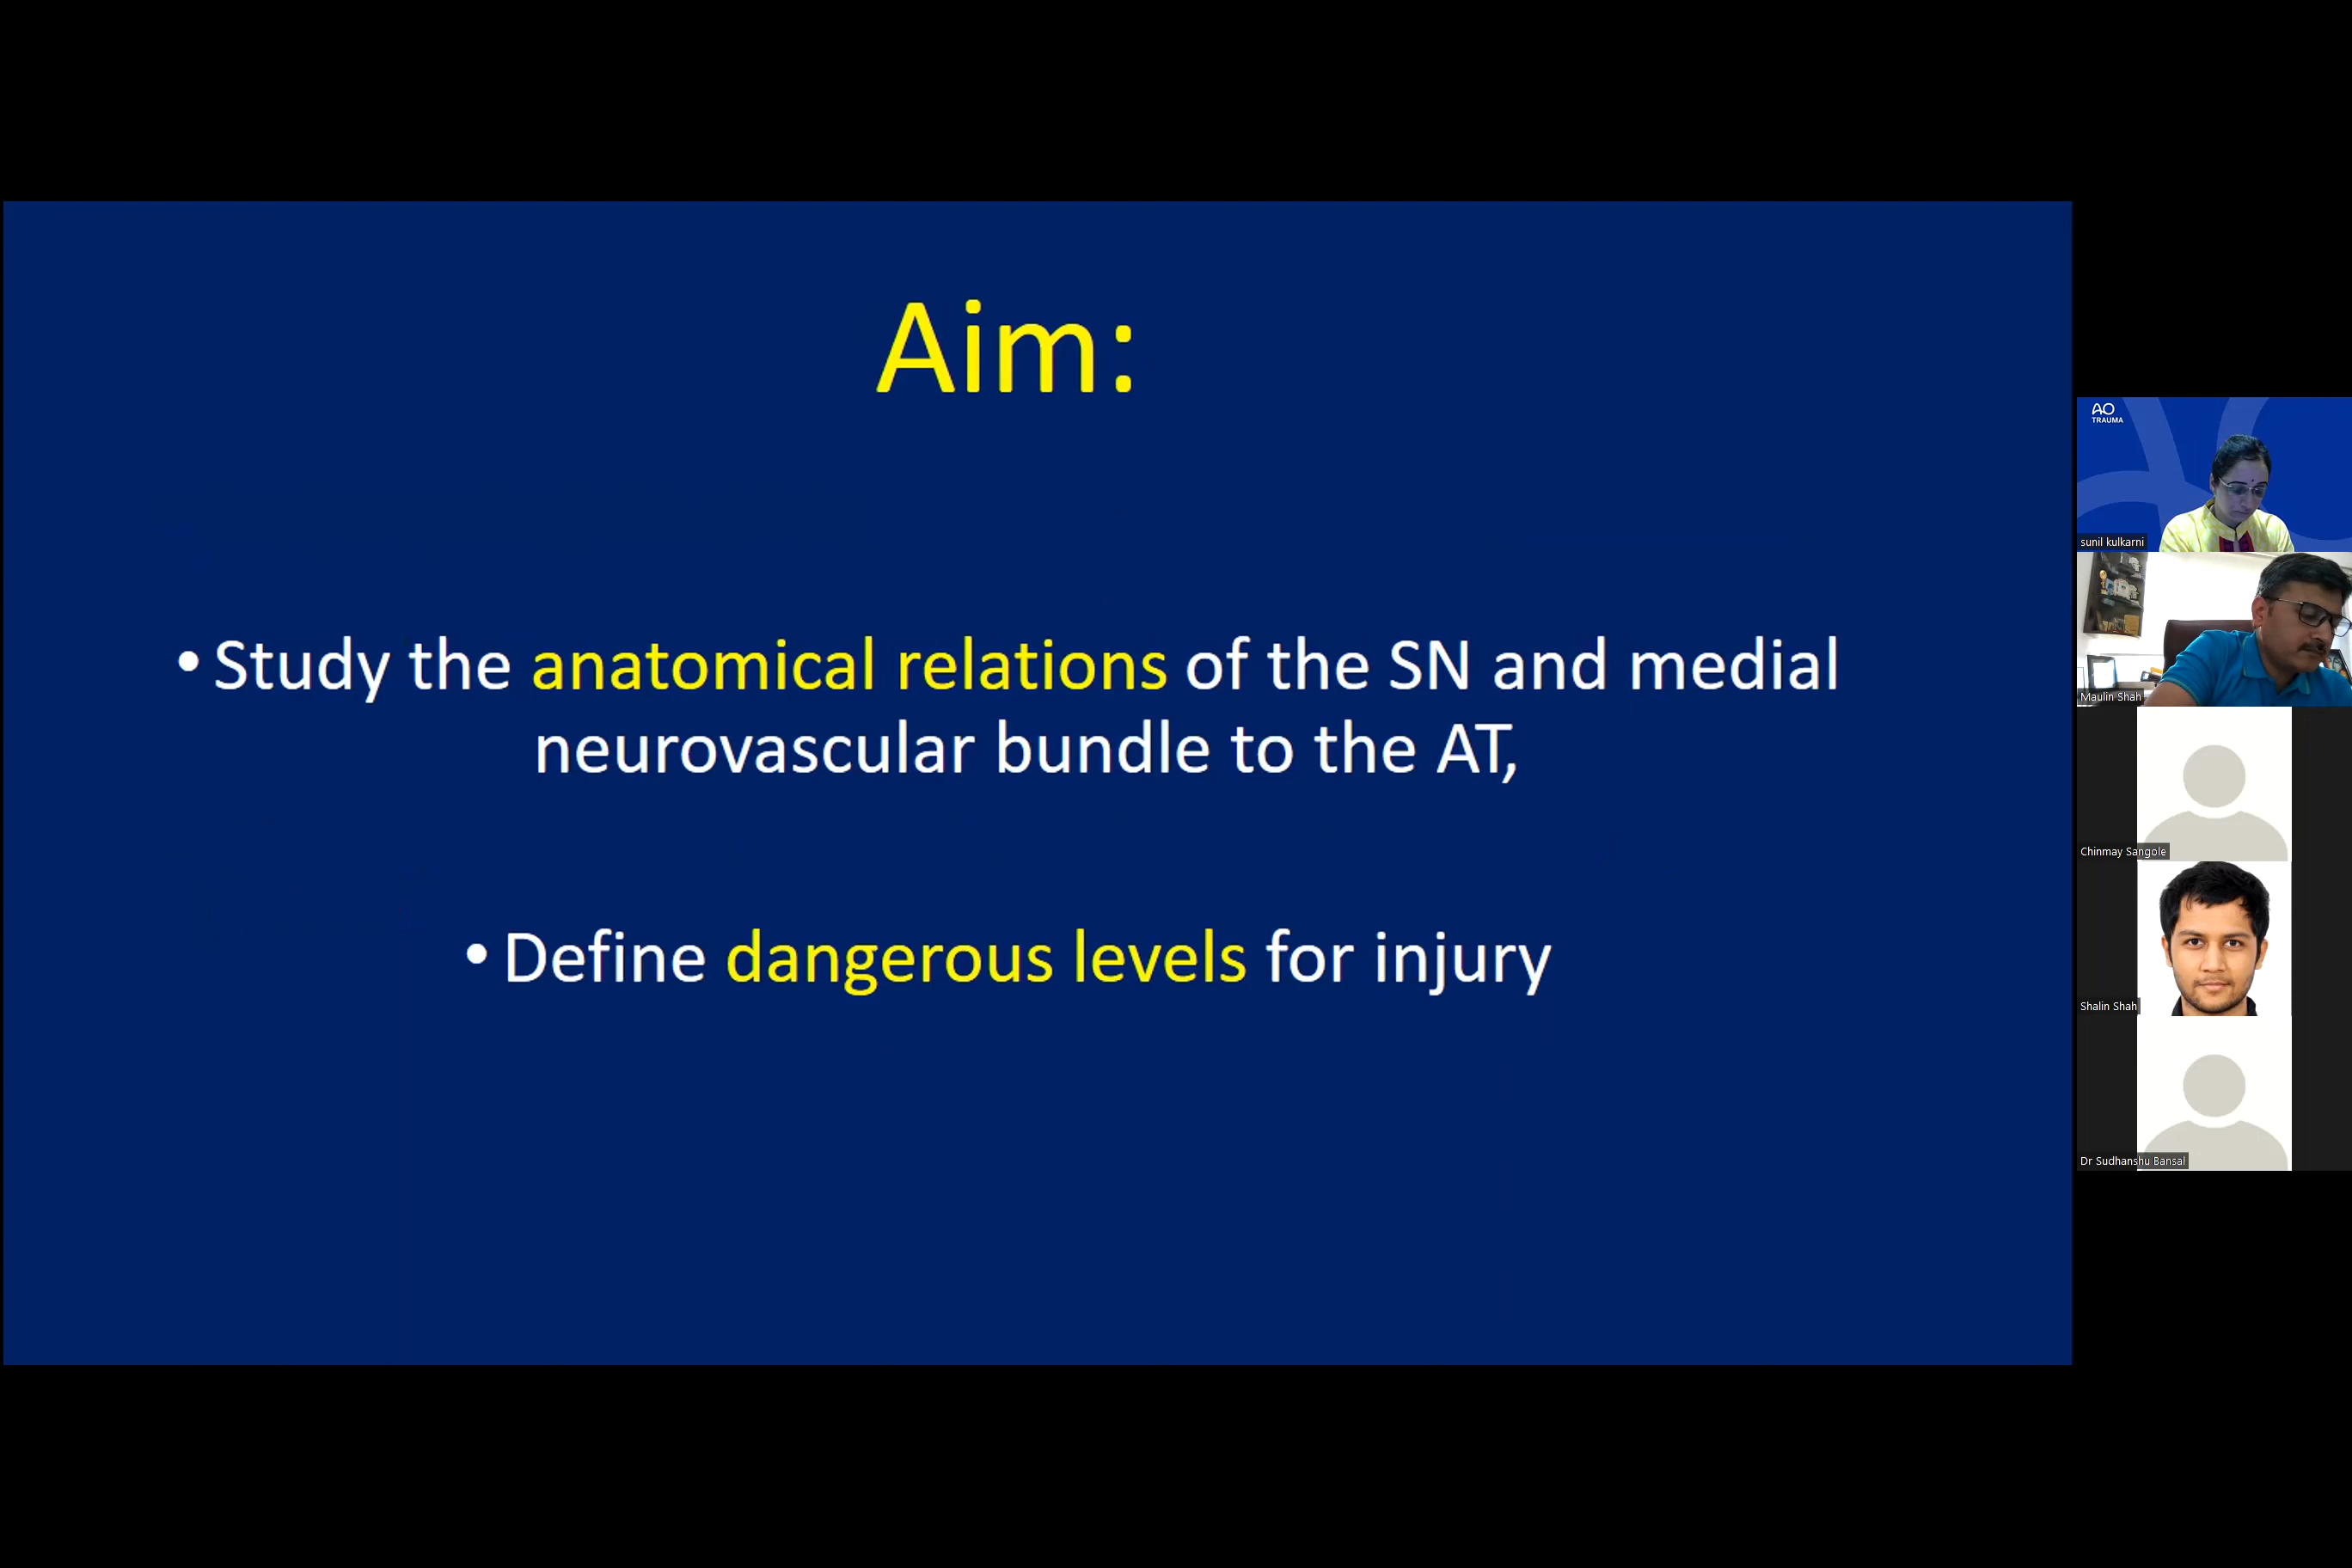 Aim:
• Study the anatomical relations of the SN and medial
neurovascular bundle to the AT,
• Define dangerous levels for injury
AO
TRAUMA
sunil kulkarni
Maulin Shah
Chinmay Sangole
Shalin Shah
Dr Sudhanshu Bansal